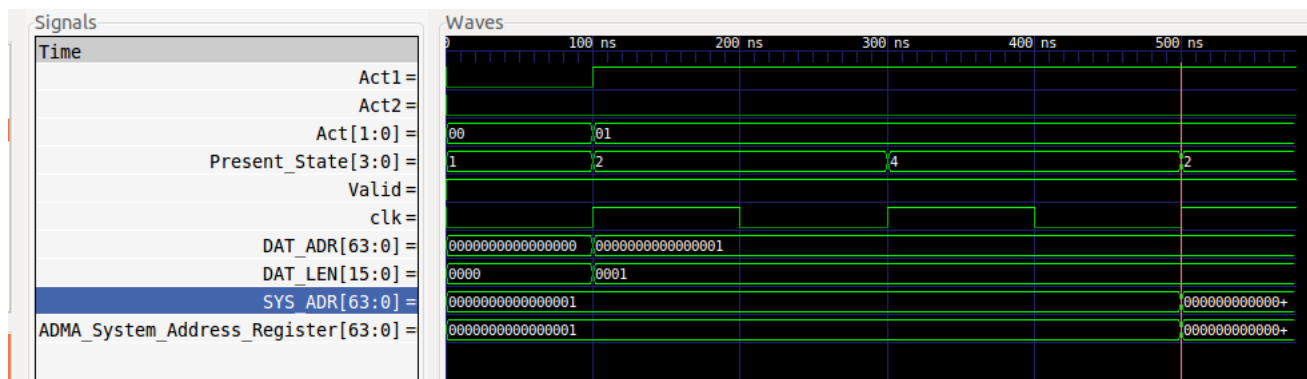 Signals Waves
Time 0 100 ns 200 ns 300 ns 400 ns 500 ns
Act1=
Act2=
Act[1:0]= 00 01
Present_State[3:0]= 1 2 4 2
Valid=
clk=
DAT_ADR[63:0]= 0000000000000000 0000000000000001
DAT_LEN[15:0]= 0000 0001
SYS_ADR[63:0]= 0000000000000001 000000000000+
ADMA_System_Address_Register[63:0]= 0000000000000001 000000000000+